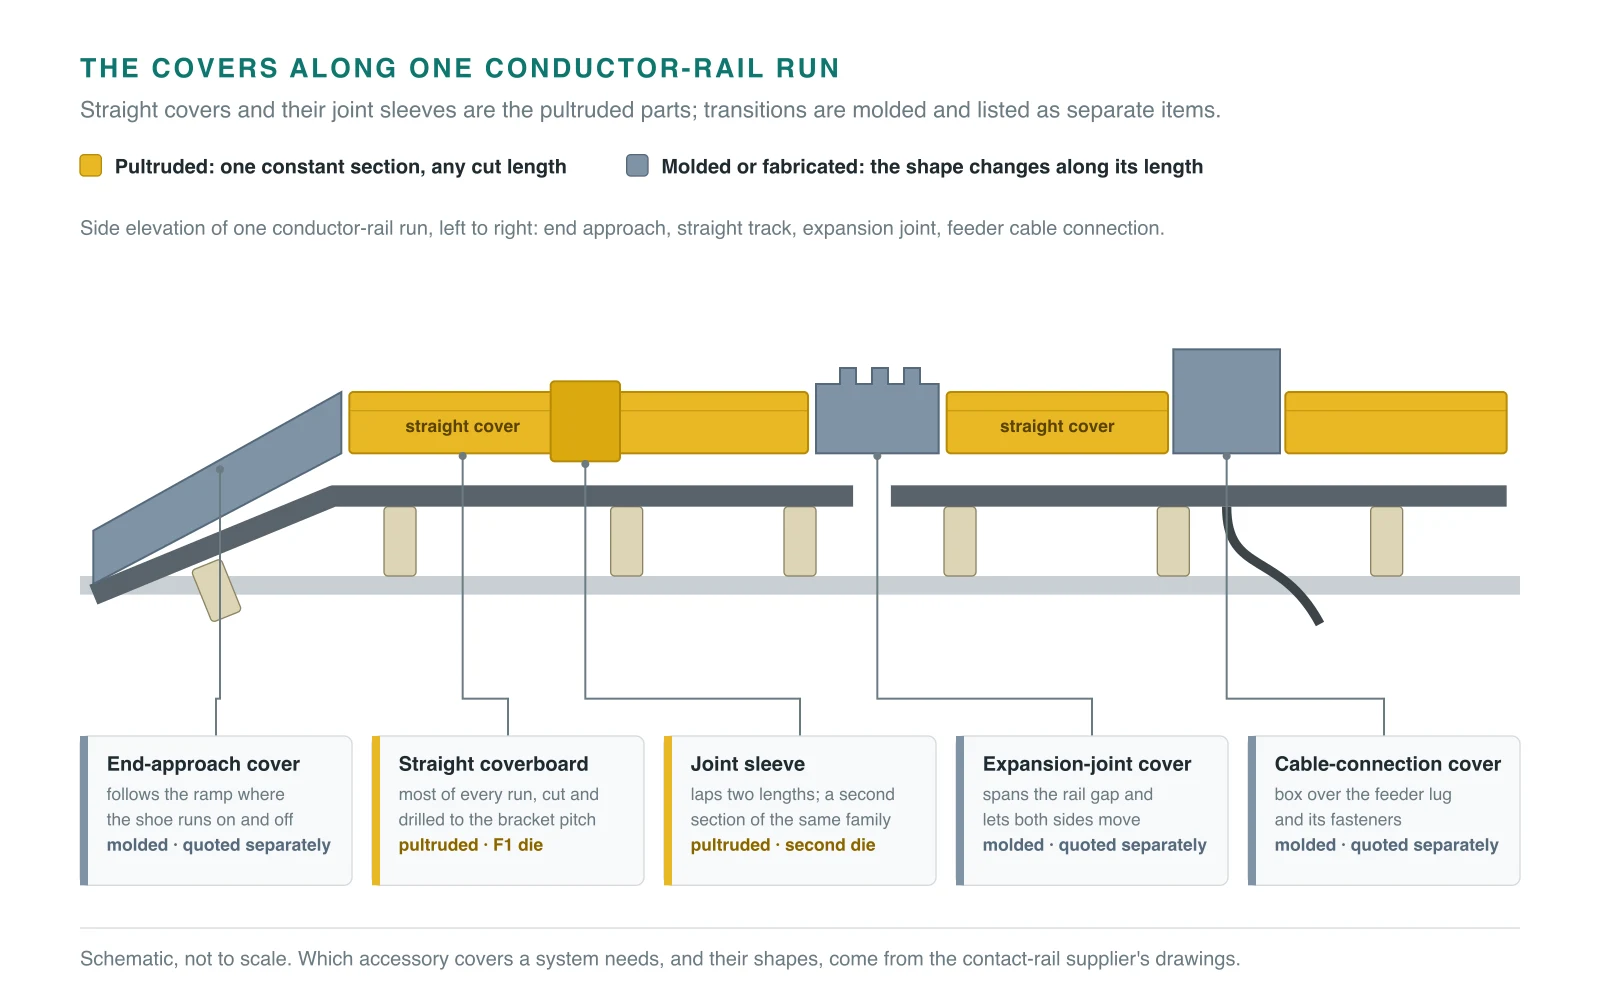 THE COVERS ALONG ONE CONDUCTOR-RAIL RUN
Straight covers and their joint sleeves are the pultruded parts; transitions are molded and listed as separate items.
Pultruded: one constant section, any cut length
Molded or fabricated: the shape changes along its length
Side elevation of one conductor-rail run, left to right: end approach, straight track, expansion joint, feeder cable connection.
straight cover
straight cover
End-approach cover
follows the ramp where
the shoe runs on and off
molded · quoted separately
Straight coverboard
most of every run, cut and
drilled to the bracket pitch
pultruded · F1 die
Joint sleeve
laps two lengths; a second
section of the same family
pultruded · second die
Expansion-joint cover
spans the rail gap and
lets both sides move
molded · quoted separately
Cable-connection cover
box over the feeder lug
and its fasteners
molded · quoted separately
Schematic, not to scale. Which accessory covers a system needs, and their shapes, come from the contact-rail supplier's drawings.